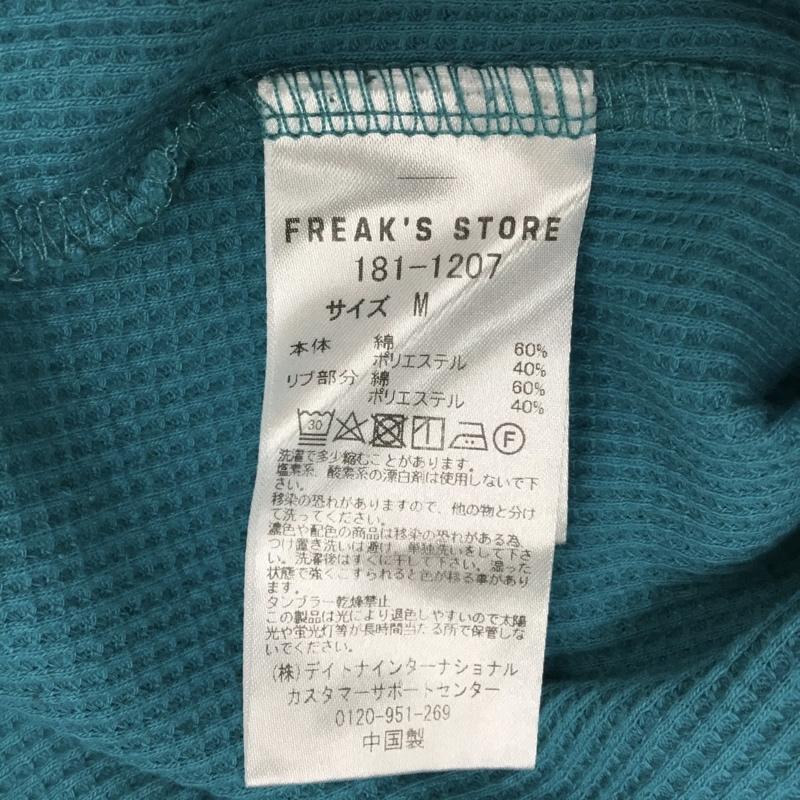 FREAK'S STORE
181-1207
サイズ M
本体 綿 60%
ポリエステル 40%
リブ部分 綿 60%
ポリエステル 40%
30 F
洗濯で多少縮むことがあります。
塩素系、酸素系の漂白剤は使用しないで下
さい。
移染の恐れがありますので、他の物と分け
て洗ってください。
濃色や配色の商品は移染の恐れがある為、
つけ置き洗いは避け、単独洗いをして下さ
い。洗濯後はすぐに干して下さい。湿った
状態で強くこすられると色が移る事があり
ます。
タンブラー乾燥禁止
この製品は光により退色しやすいので太陽
光や蛍光灯等が長時間当たる所で保管しな
いでください。
(株)デイトナインターナショナル
カスタマーサポートセンター
0120-951-269
中国製